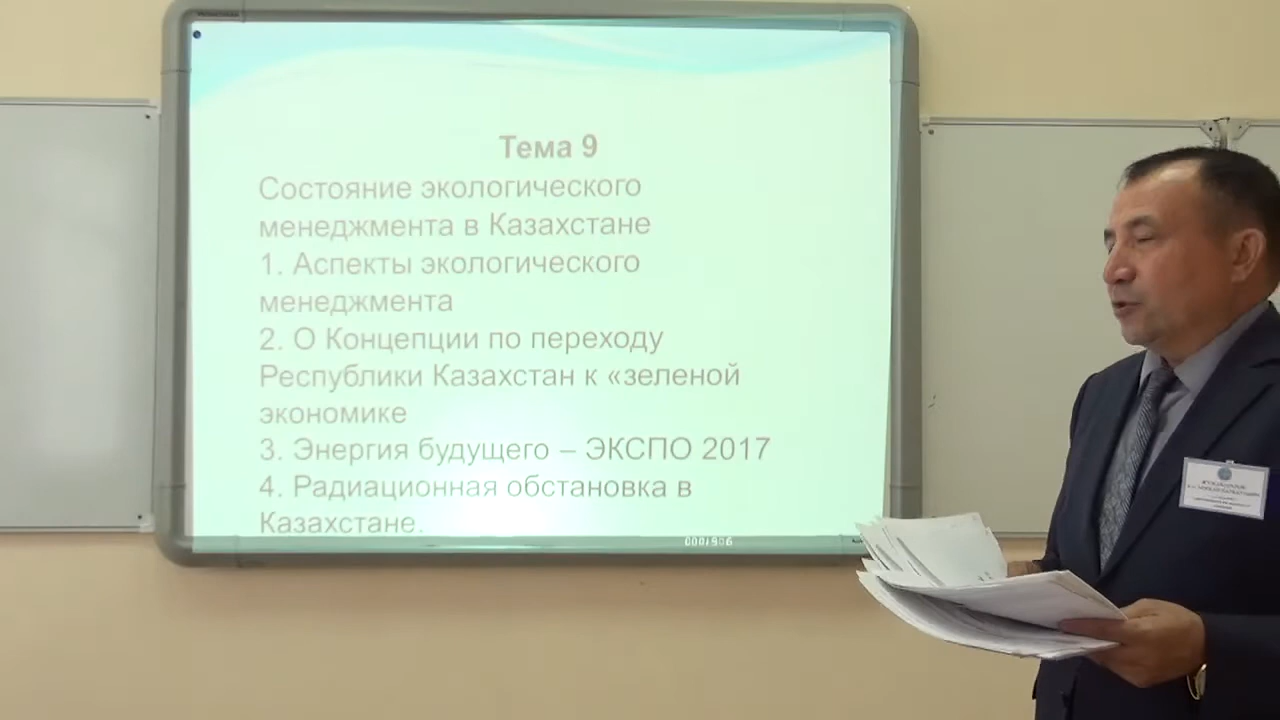 Тема 9
Состояние экологического
менеджмента в Казахстане
1. Аспекты экологического
менеджмента
2. О Концепции по переходу
Республики Казахстан к «зеленой
экономике
3. Энергия будущего – ЭКСПО 2017
4. Радиационная обстановка в
Казахстане.